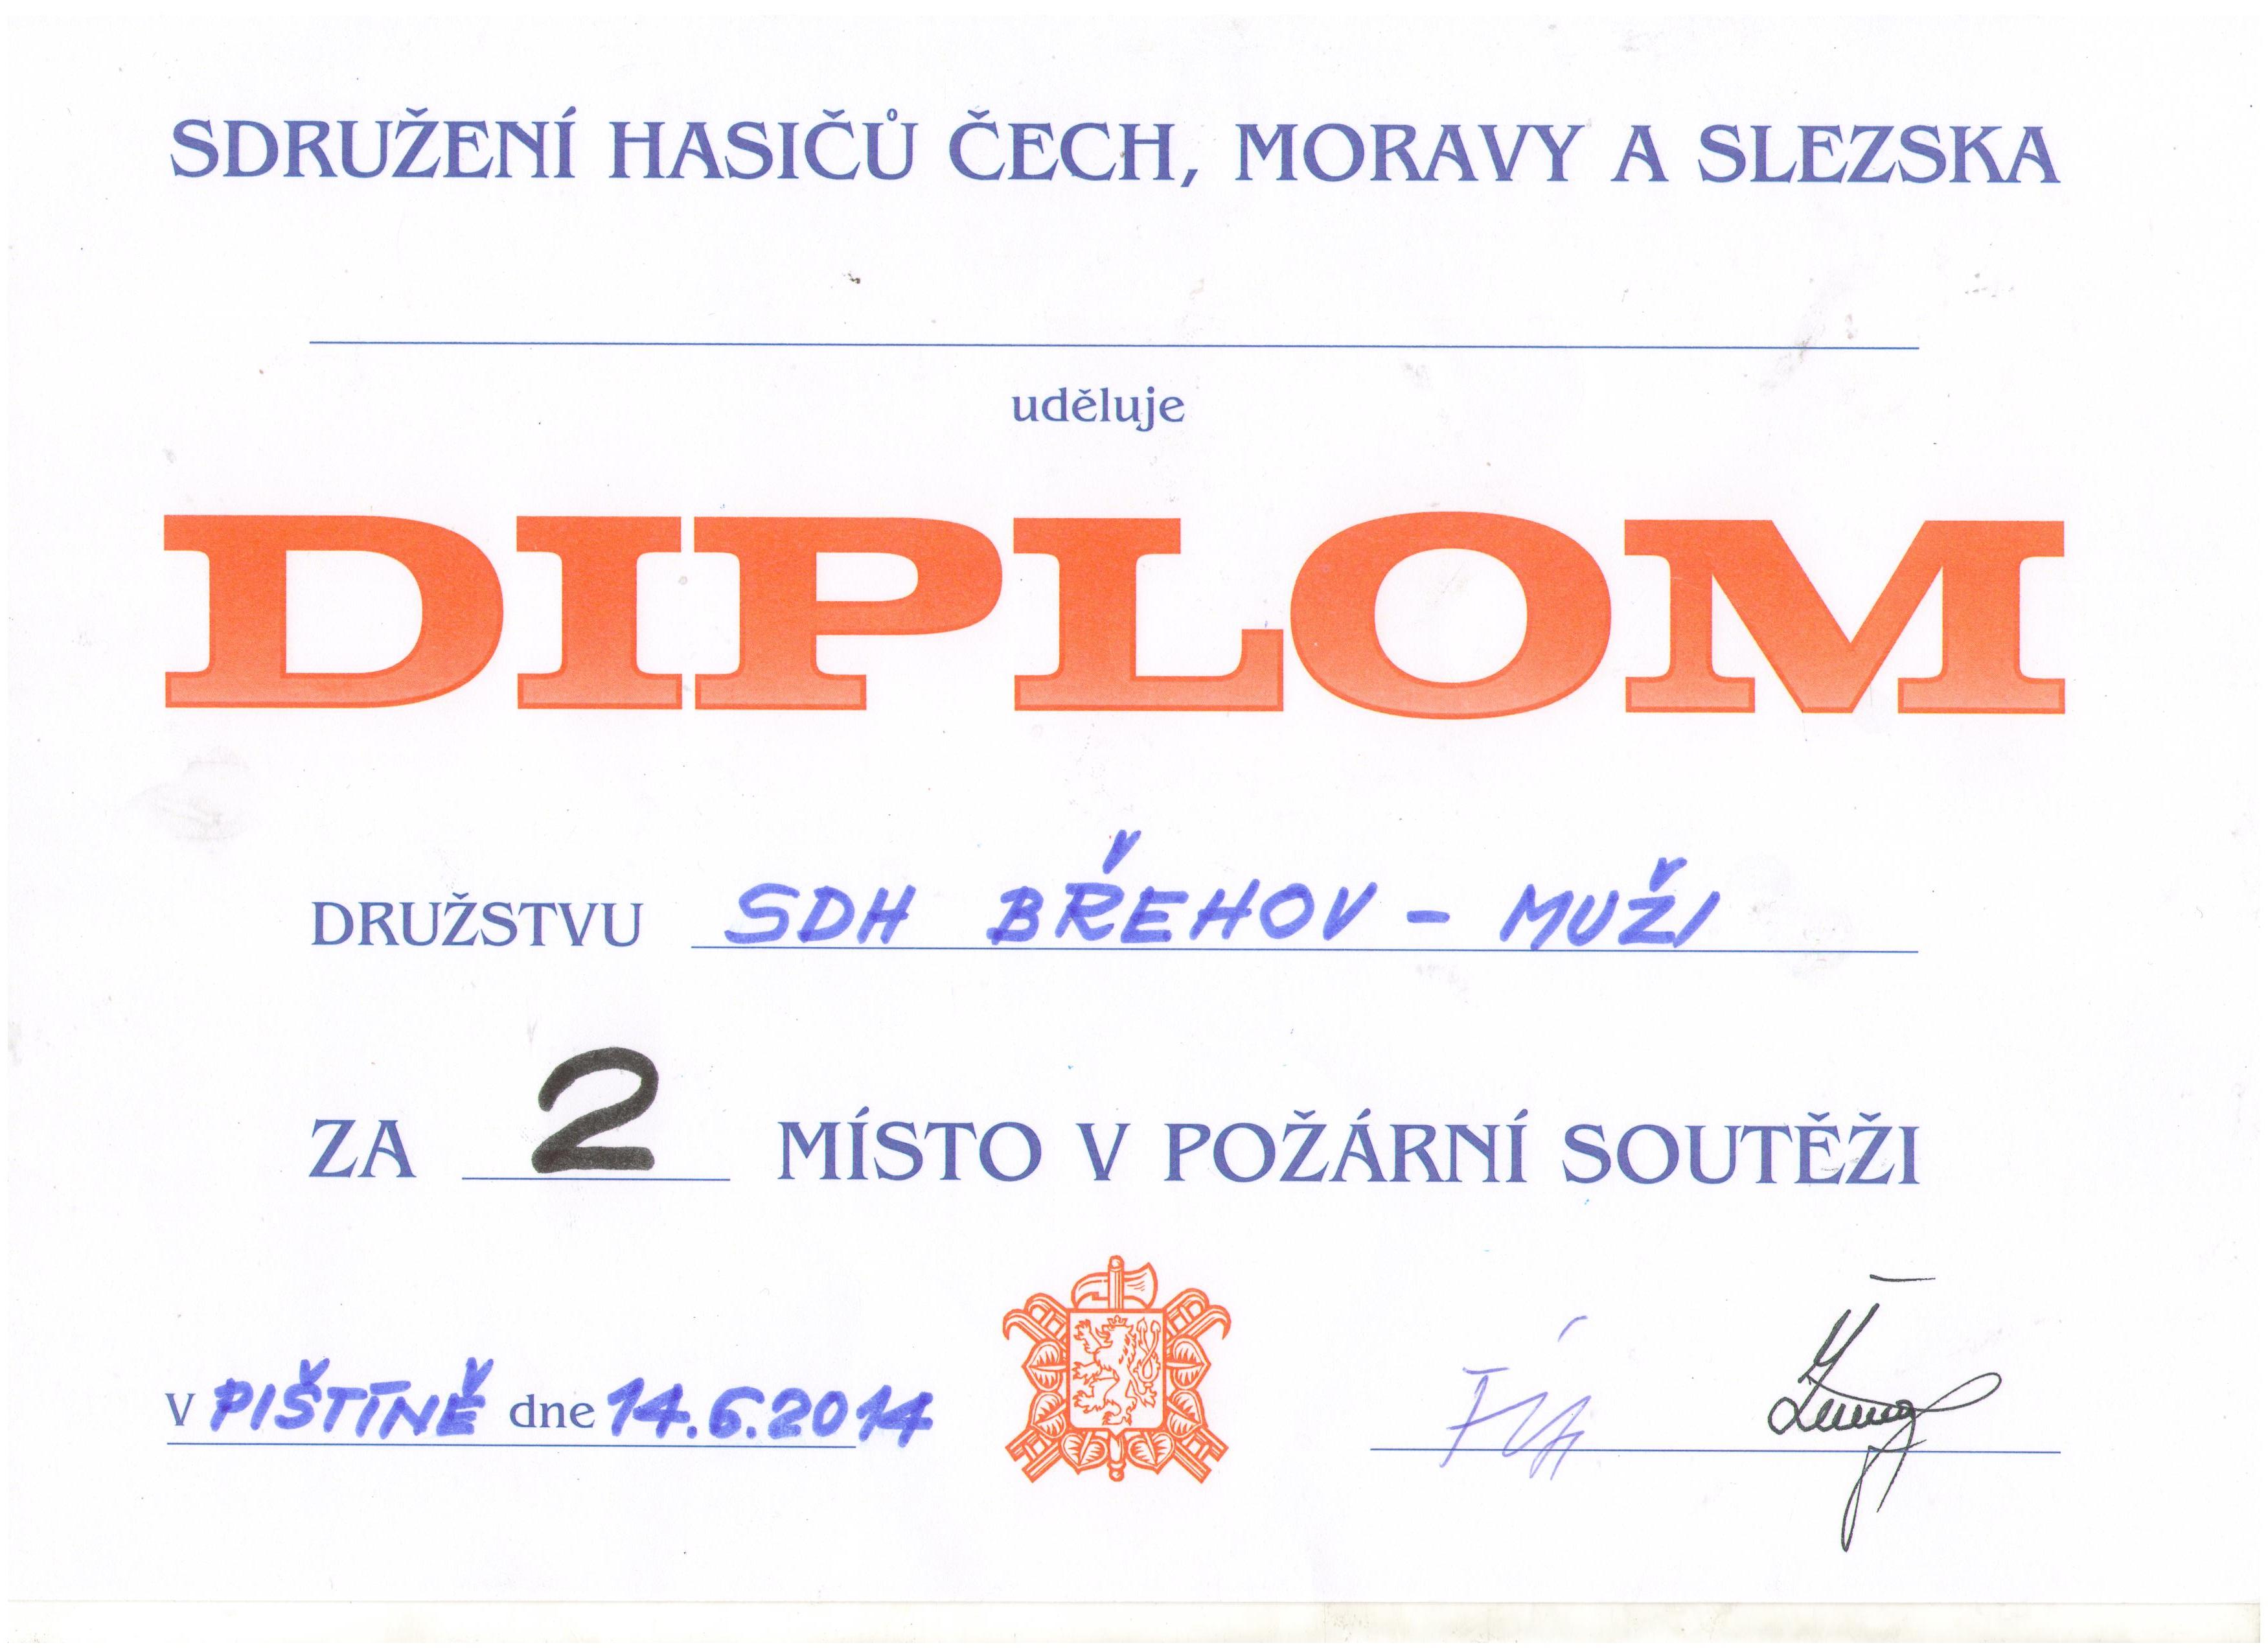 SDRUŽENÍ HASIČŮ ČECH, MORAVY A SLEZSKA
uděluje
DIPLOM
DRUŽSTVU SDH BŘEHOV - MUŽI
ZA 2 MÍSTO V POŽÁRNÍ SOUTĚŽI
V PIŠTÍNĚ dne 14.6.2014